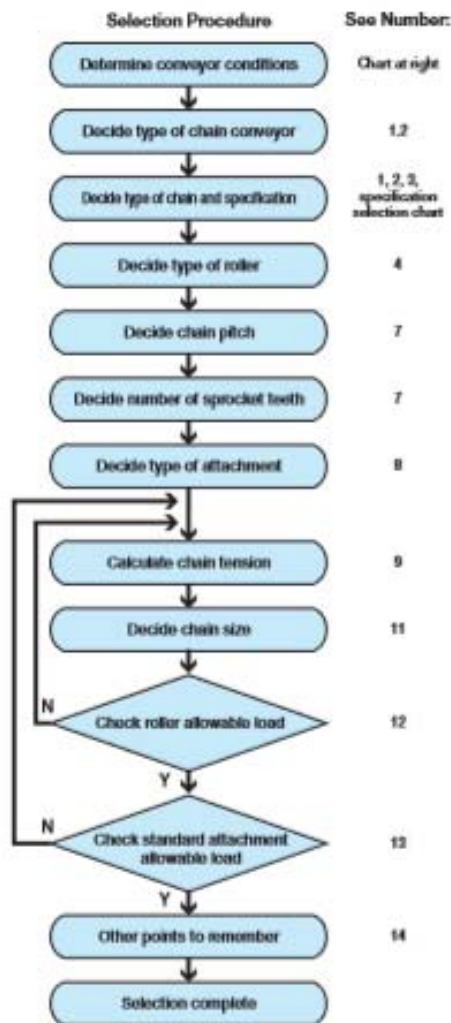 Selection Procedure
See Number:
Determine conveyor conditions
Chart at right
Decide type of chain conveyor
1,2
Decide type of chain and specification
1, 2, 3,
specification
selection chart
Decide type of roller
4
Decide chain pitch
7
Decide number of sprocket teeth
7
Decide type of attachment
8
Calculate chain tension
9
Decide chain size
11
N
Check roller allowable load
12
Y
N
Check standard attachment
allowable load
13
Y
Other points to remember
14
Selection complete